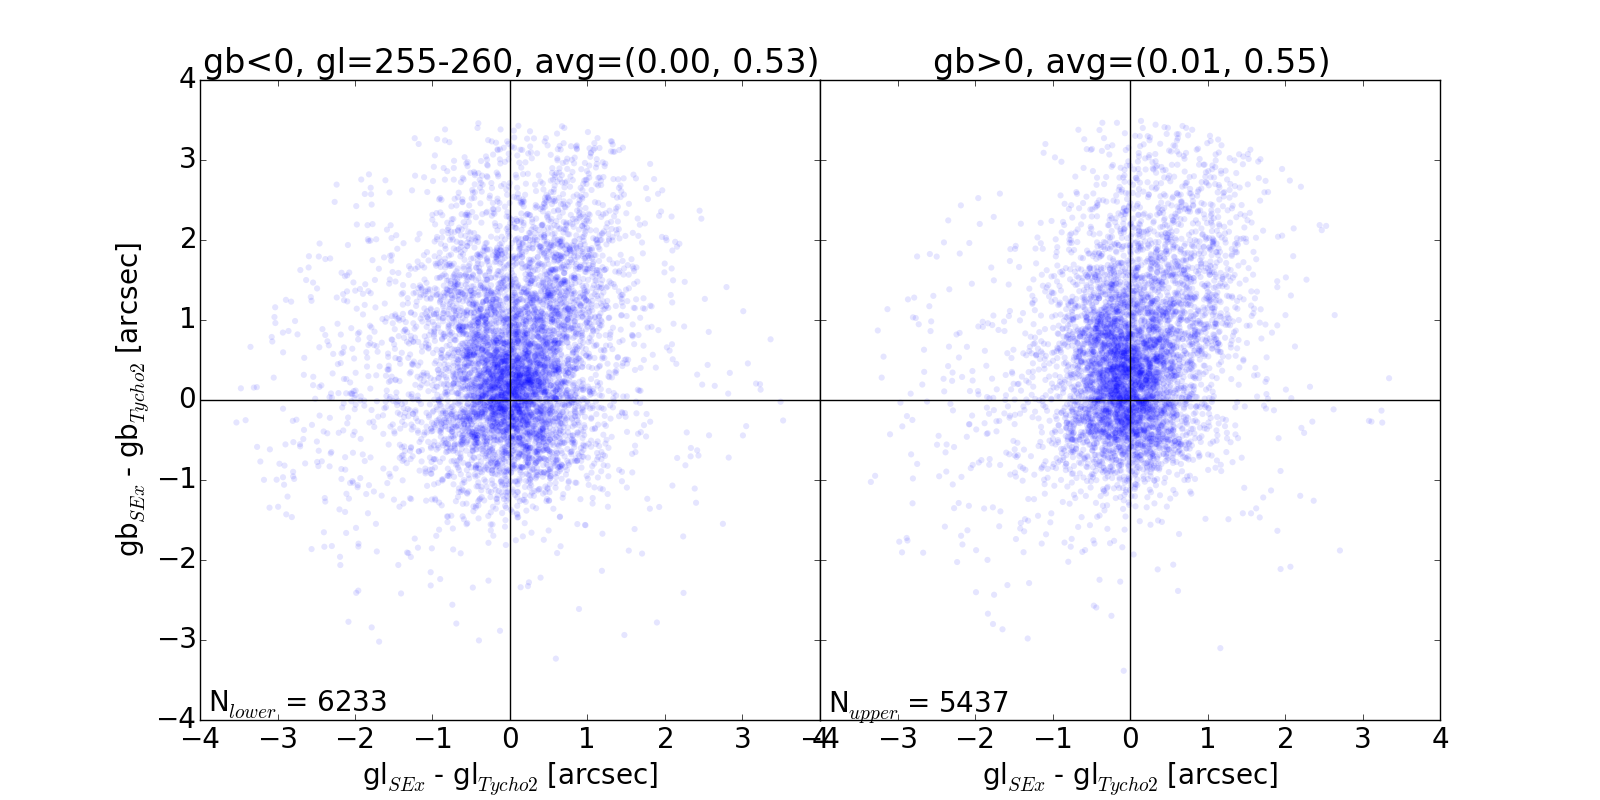 gb<0, gl=255-260, avg=(0.00, 0.53)
gb>0, avg=(0.01, 0.55)
4
3
2
1
0
−1
−2
−3
−4
gb_SEx - gb_Tycho2 [arcsec]
N_lower = 6233
N_upper = 5437
−4 −3 −2 −1 0 1 2 3 4
−4 −3 −2 −1 0 1 2 3 4
gl_SEx - gl_Tycho2 [arcsec]
gl_SEx - gl_Tycho2 [arcsec]